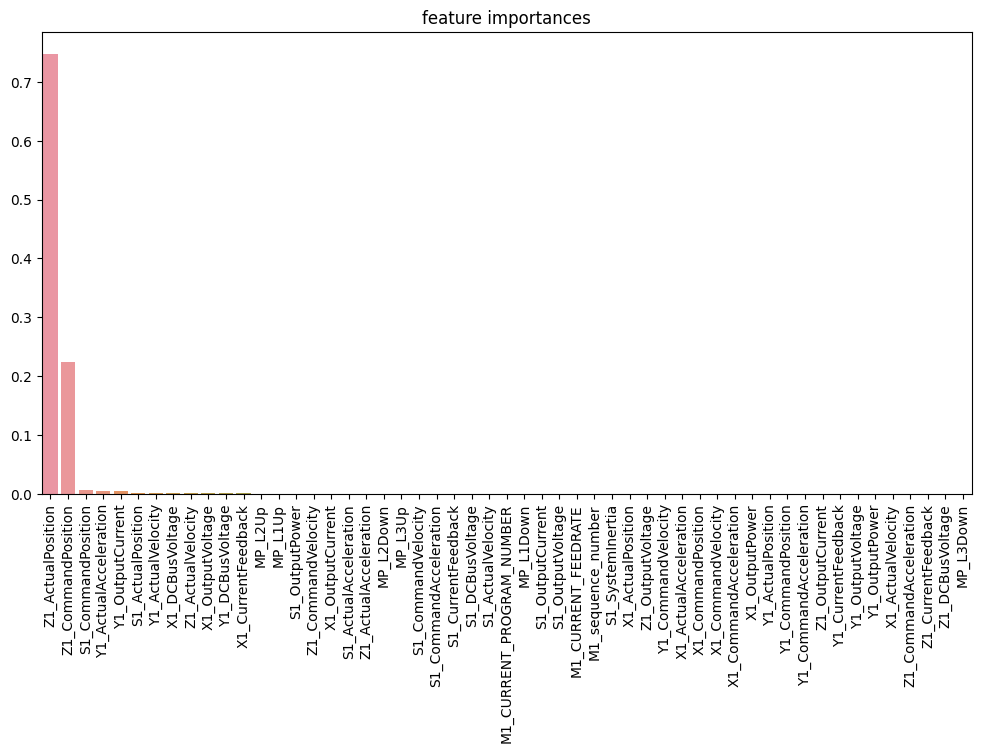 feature importances
0.7
0.6
0.5
0.4
0.3
0.2
0.1
0.0
Z1_ActualPosition
Z1_CommandPosition
S1_CommandPosition
Y1_ActualAcceleration
Y1_OutputCurrent
S1_ActualPosition
Y1_ActualVelocity
X1_DCBusVoltage
Z1_ActualVelocity
X1_OutputVoltage
Y1_DCBusVoltage
X1_CurrentFeedback
MP_L2Up
MP_L1Up
S1_OutputPower
Z1_CommandVelocity
X1_OutputCurrent
S1_ActualAcceleration
Z1_ActualAcceleration
MP_L2Down
MP_L3Up
S1_CommandVelocity
S1_CommandAcceleration
S1_CurrentFeedback
S1_DCBusVoltage
S1_ActualVelocity
M1_CURRENT_PROGRAM_NUMBER
MP_L1Down
S1_OutputCurrent
S1_OutputVoltage
M1_CURRENT_FEEDRATE
M1_sequence_number
S1_SystemInertia
X1_ActualPosition
Z1_OutputVoltage
Y1_CommandVelocity
X1_ActualAcceleration
X1_CommandPosition
X1_CommandVelocity
X1_CommandAcceleration
X1_OutputPower
Y1_ActualPosition
Y1_CommandPosition
Y1_CommandAcceleration
Z1_OutputCurrent
Y1_CurrentFeedback
Y1_OutputVoltage
Y1_OutputPower
X1_ActualVelocity
Z1_CommandAcceleration
Z1_CurrentFeedback
Z1_DCBusVoltage
MP_L3Down